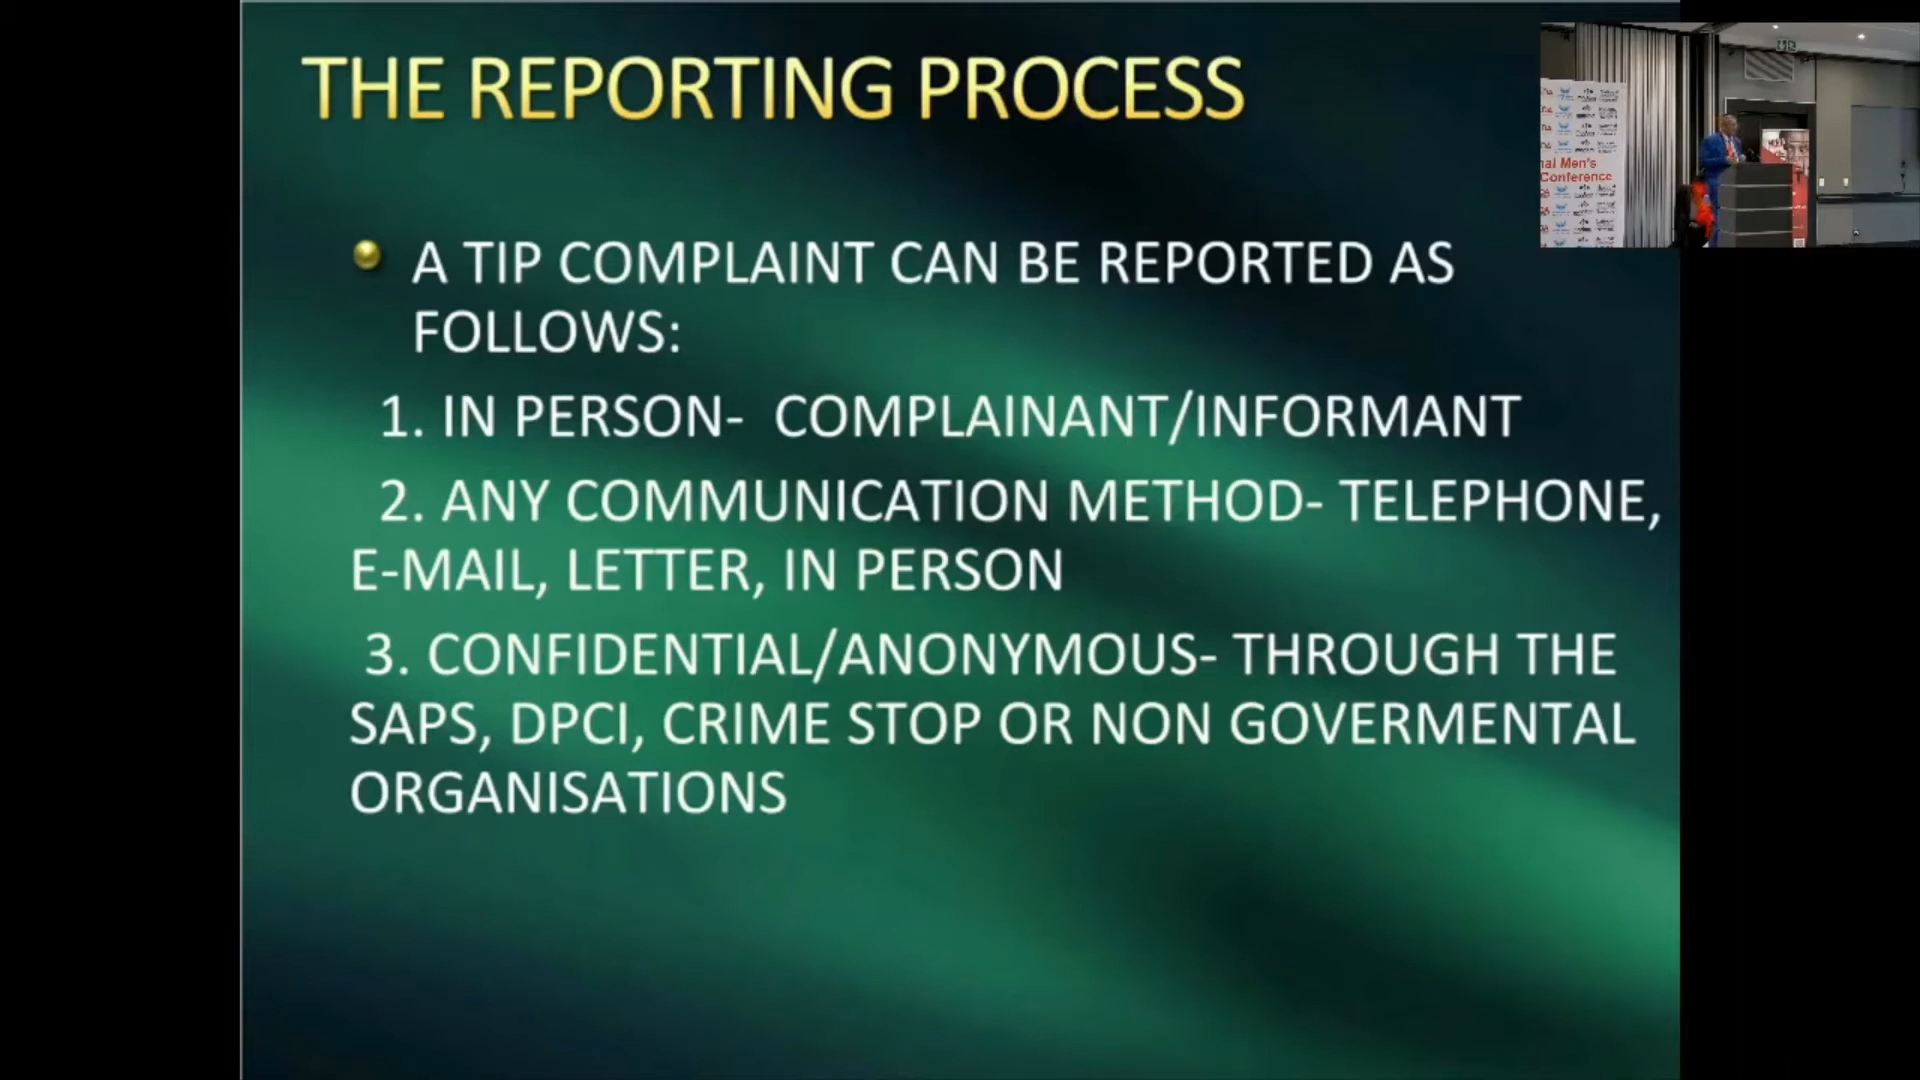 THE REPORTING PROCESS
A TIP COMPLAINT CAN BE REPORTED AS
FOLLOWS:
1. IN PERSON- COMPLAINANT/INFORMANT
2. ANY COMMUNICATION METHOD- TELEPHONE,
E-MAIL, LETTER, IN PERSON
3. CONFIDENTIAL/ANONYMOUS- THROUGH THE
SAPS, DPCI, CRIME STOP OR NON GOVERMENTAL
ORGANISATIONS
nal Men's
Conference